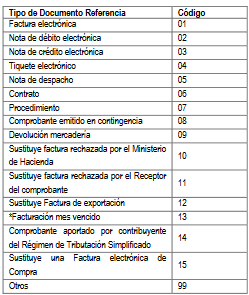 Tipo de Documento Referencia Código
Factura electrónica 01
Nota de débito electrónica 02
Nota de crédito electrónica 03
Tiquete electrónico 04
Nota de despacho 05
Contrato 06
Procedimiento 07
Comprobante emitido en contingencia 08
Devolución mercadería 09
Sustituye factura rechazada por el Ministerio
de Hacienda 10
Sustituye factura rechazada por el Receptor
del comprobante 11
Sustituye Factura de exportación 12
*Facturación mes vencido 13
Comprobante aportado por contribuyente
del Régimen de Tributación Simplificado 14
Sustituye una Factura electrónica de
Compra 15
Otros 99